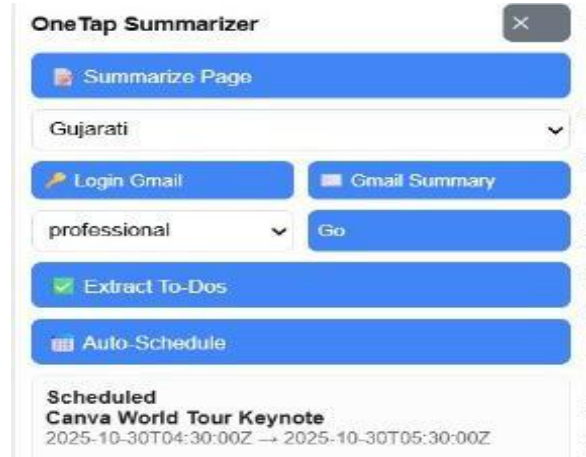 OneTap Summarizer
Summarize Page
Gujarati
Login Gmail
Gmail Summary
professional
Go
Extract To-Dos
Auto-Schedule
Scheduled
Canva World Tour Keynote
2025-10-30T04:30:00Z → 2025-10-30T05:30:00Z